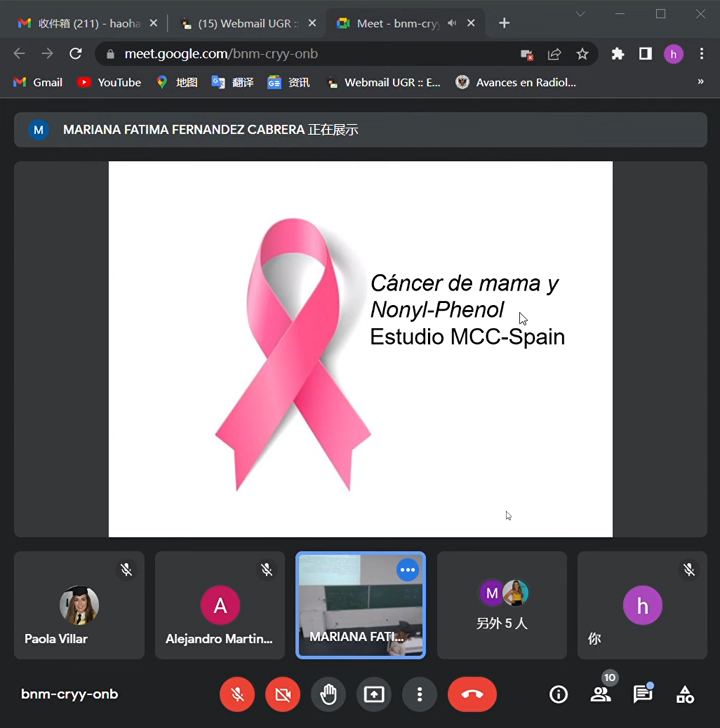 收件箱 (211) - haoha
(15) Webmail UGR ::
Meet - bnm-cry
meet.google.com/bnm-cryy-onb
h
Gmail
YouTube
地图
翻译
资讯
Webmail UGR :: E...
Avances en Radiol...
»
M
MARIANA FATIMA FERNANDEZ CABRERA 正在展示
Cáncer de mama y
Nonyl-Phenol
Estudio MCC-Spain
Paola Villar
A
Alejandro Martin...
MARIANA FATI...
M
另外 5 人
h
你
bnm-cryy-onb
10